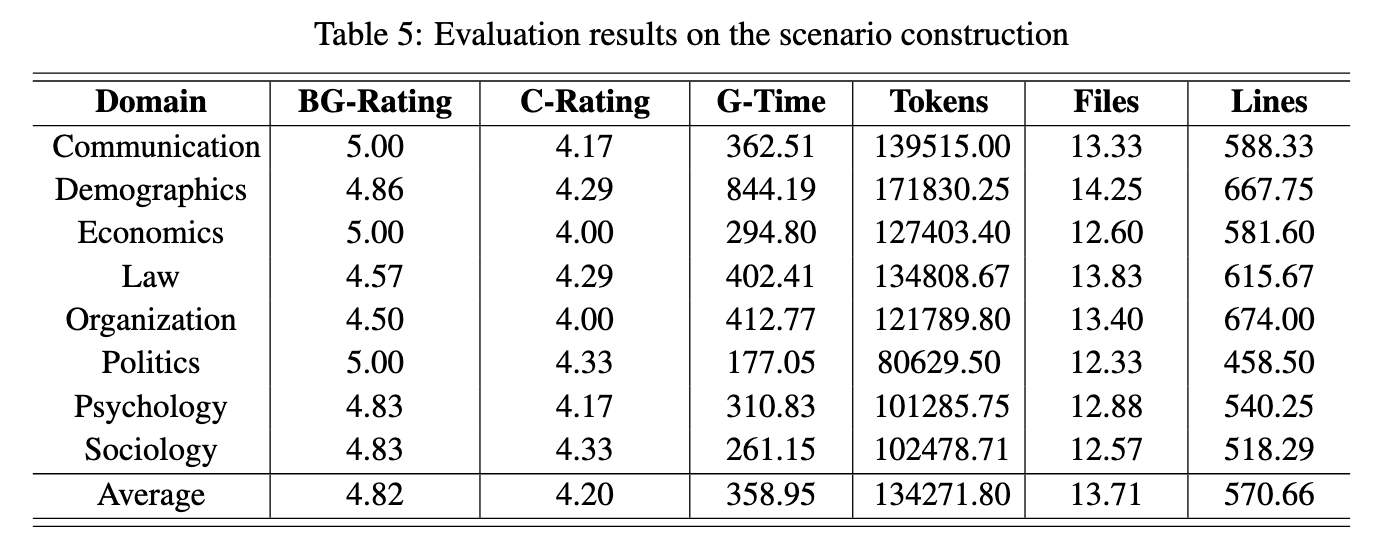 Table 5: Evaluation results on the scenario construction
Domain BG-Rating C-Rating G-Time Tokens Files Lines
Communication 5.00 4.17 362.51 139515.00 13.33 588.33
Demographics 4.86 4.29 844.19 171830.25 14.25 667.75
Economics 5.00 4.00 294.80 127403.40 12.60 581.60
Law 4.57 4.29 402.41 134808.67 13.83 615.67
Organization 4.50 4.00 412.77 121789.80 13.40 674.00
Politics 5.00 4.33 177.05 80629.50 12.33 458.50
Psychology 4.83 4.17 310.83 101285.75 12.88 540.25
Sociology 4.83 4.33 261.15 102478.71 12.57 518.29
Average 4.82 4.20 358.95 134271.80 13.71 570.66